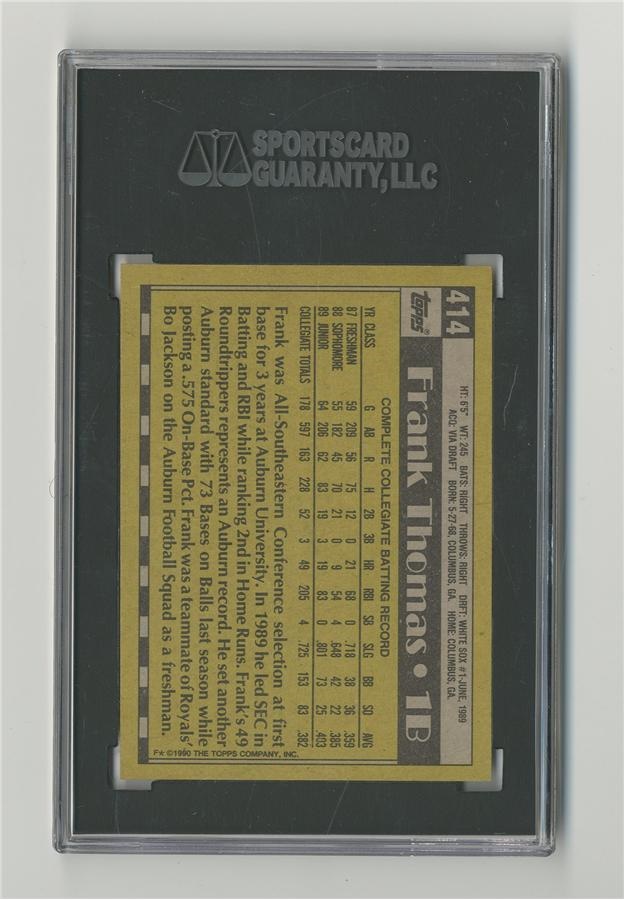 SPORTSCARD
GUARANTY, LLC
414
Topps®
Frank Thomas • 1B
HT: 6'5" WT: 245 BATS: RIGHT THROWS: RIGHT DRFT: WHITE SOX #1-JUNE, 1989
ACQ: VIA DRAFT BORN: 5-27-68, COLUMBUS, GA. HOME: COLUMBUS, GA.
COMPLETE COLLEGIATE BATTING RECORD
YR CLASS G AB R H 2B 3B HR RBI SB SLG BB SO AVG
87 FRESHMAN 59 209 56 75 12 0 21 68 0 .718 38 36 .359
88 SOPHOMORE 55 182 45 70 21 0 9 54 4 .648 42 22 .385
89 JUNIOR 64 206 62 83 19 3 19 83 0 .801 73 25 .403
COLLEGIATE TOTALS 178 597 163 228 52 3 49 205 4 .725 153 83 .382
Frank was All-Southeastern Conference selection at first
base for 3 years at Auburn University. In 1989 he led SEC in
Batting and RBI while ranking 2nd in Home Runs. Frank's 49
Roundtrippers represents an Auburn record. He set another
Auburn standard with 73 Bases on Balls last season while
posting a .575 On-Base Pct. Frank was a teammate of Royals'
Bo Jackson on the Auburn Football Squad as a freshman.
F★ ©1990 THE TOPPS COMPANY, INC.